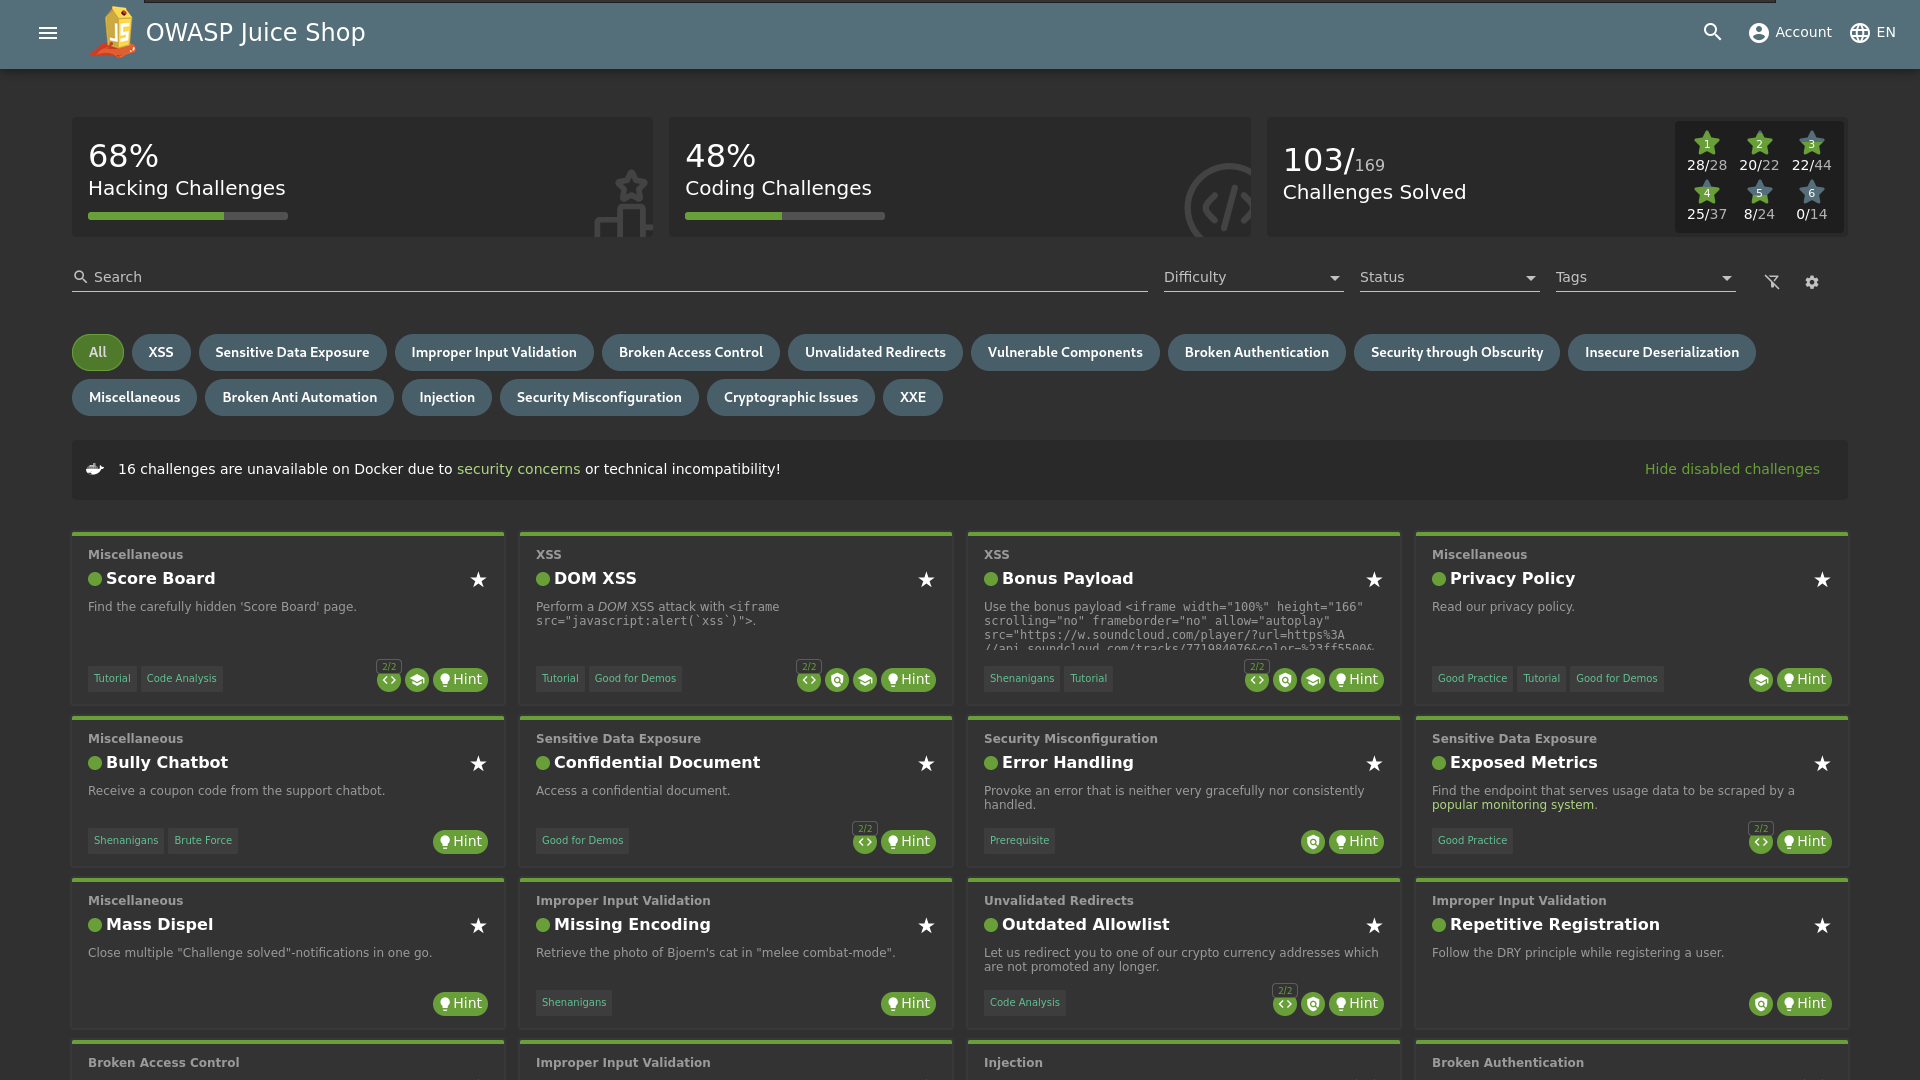 OWASP Juice Shop
Account
EN
68%
Hacking Challenges
48%
Coding Challenges
103/169
Challenges Solved
1 2 3
28/28 20/22 22/44
4 5 6
25/37 8/24 0/14
Search
Difficulty
Status
Tags
All XSS Sensitive Data Exposure Improper Input Validation Broken Access Control Unvalidated Redirects Vulnerable Components Broken Authentication Security through Obscurity Insecure Deserialization
Miscellaneous Broken Anti Automation Injection Security Misconfiguration Cryptographic Issues XXE
16 challenges are unavailable on Docker due to security concerns or technical incompatibility!
Hide disabled challenges
Miscellaneous
Score Board
Find the carefully hidden 'Score Board' page.
Tutorial Code Analysis
2/2
Hint
XSS
DOM XSS
Perform a DOM XSS attack with <iframe
src="javascript:alert(`xss`)">.
Tutorial Good for Demos
2/2
Hint
XSS
Bonus Payload
Use the bonus payload <iframe width="100%" height="166"
scrolling="no" frameborder="no" allow="autoplay"
src="https://w.soundcloud.com/player/?url=https%3A
//api.soundcloud.com/tracks/771984076&color=%23ff5500&
Shenanigans Tutorial
2/2
Hint
Miscellaneous
Privacy Policy
Read our privacy policy.
Good Practice Tutorial Good for Demos
Hint
Miscellaneous
Bully Chatbot
Receive a coupon code from the support chatbot.
Shenanigans Brute Force
Hint
Sensitive Data Exposure
Confidential Document
Access a confidential document.
Good for Demos
2/2
Hint
Security Misconfiguration
Error Handling
Provoke an error that is neither very gracefully nor consistently
handled.
Prerequisite
Hint
Sensitive Data Exposure
Exposed Metrics
Find the endpoint that serves usage data to be scraped by a
popular monitoring system.
Good Practice
2/2
Hint
Miscellaneous
Mass Dispel
Close multiple "Challenge solved"-notifications in one go.
Hint
Improper Input Validation
Missing Encoding
Retrieve the photo of Bjoern's cat in "melee combat-mode".
Shenanigans
Hint
Unvalidated Redirects
Outdated Allowlist
Let us redirect you to one of our crypto currency addresses which
are not promoted any longer.
Code Analysis
2/2
Hint
Improper Input Validation
Repetitive Registration
Follow the DRY principle while registering a user.
Hint
Broken Access Control
Improper Input Validation
Injection
Broken Authentication